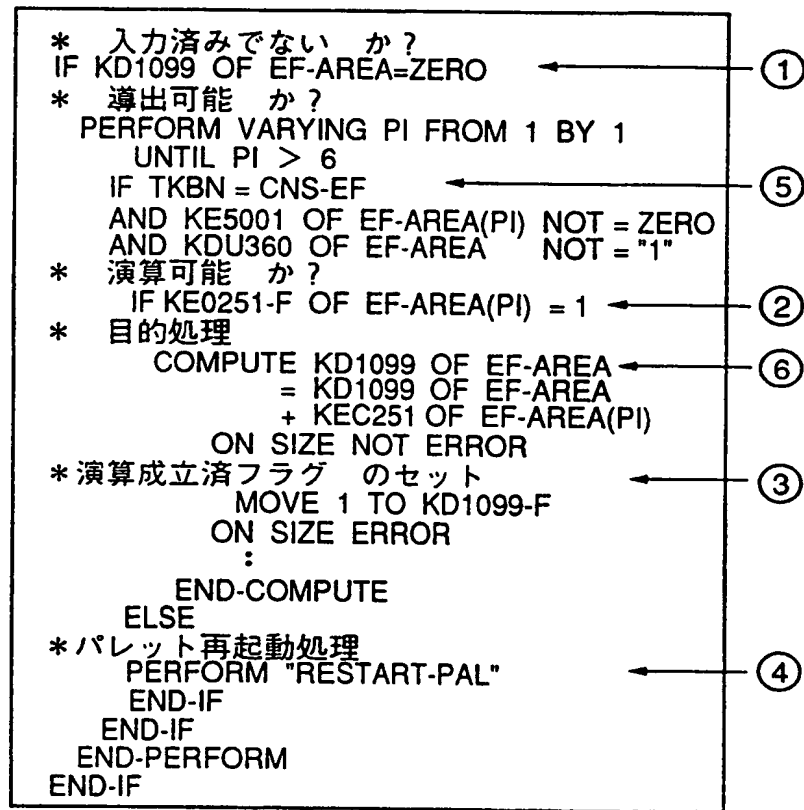 * 入力済みでない か?
IF KD1099 OF EF-AREA=ZERO ①
* 導出可能 か?
PERFORM VARYING PI FROM 1 BY 1
UNTIL PI > 6
IF TKBN = CNS-EF ⑤
AND KE5001 OF EF-AREA(PI) NOT = ZERO
AND KDU360 OF EF-AREA NOT = "1"
* 演算可能 か?
IF KE0251-F OF EF-AREA(PI) = 1 ②
* 目的処理
COMPUTE KD1099 OF EF-AREA ⑥
= KD1099 OF EF-AREA
+ KEC251 OF EF-AREA(PI)
ON SIZE NOT ERROR
*演算成立済フラグ のセット ③
MOVE 1 TO KD1099-F
ON SIZE ERROR
:
END-COMPUTE
ELSE
*パレット再起動処理
PERFORM "RESTART-PAL" ④
END-IF
END-IF
END-PERFORM
END-IF